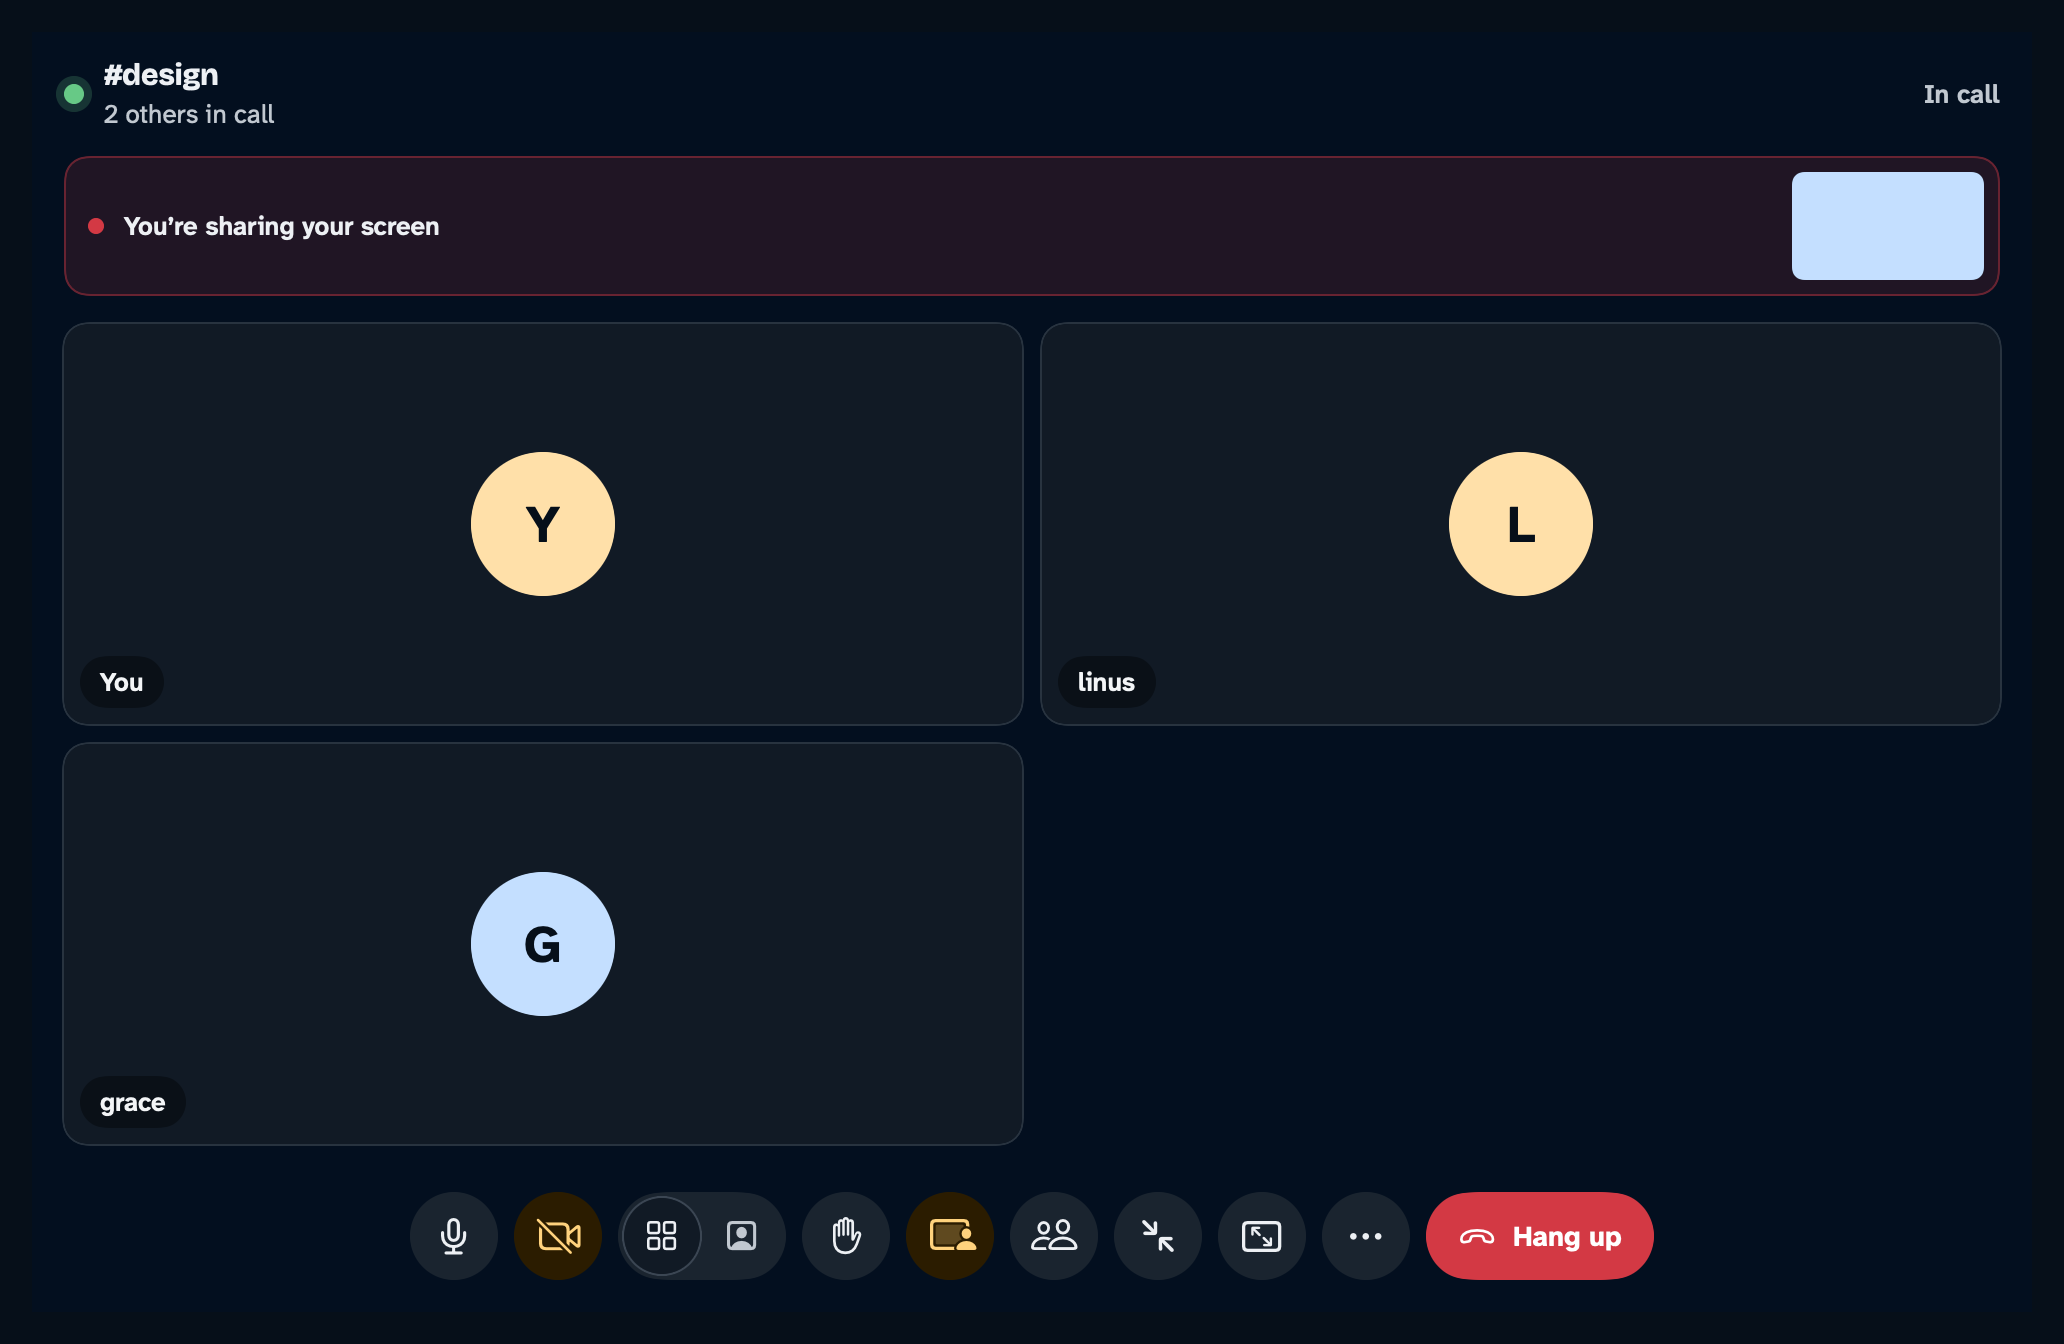 #design
2 others in call
In call
You’re sharing your screen
Y
You
L
linus
G
grace
Hang up